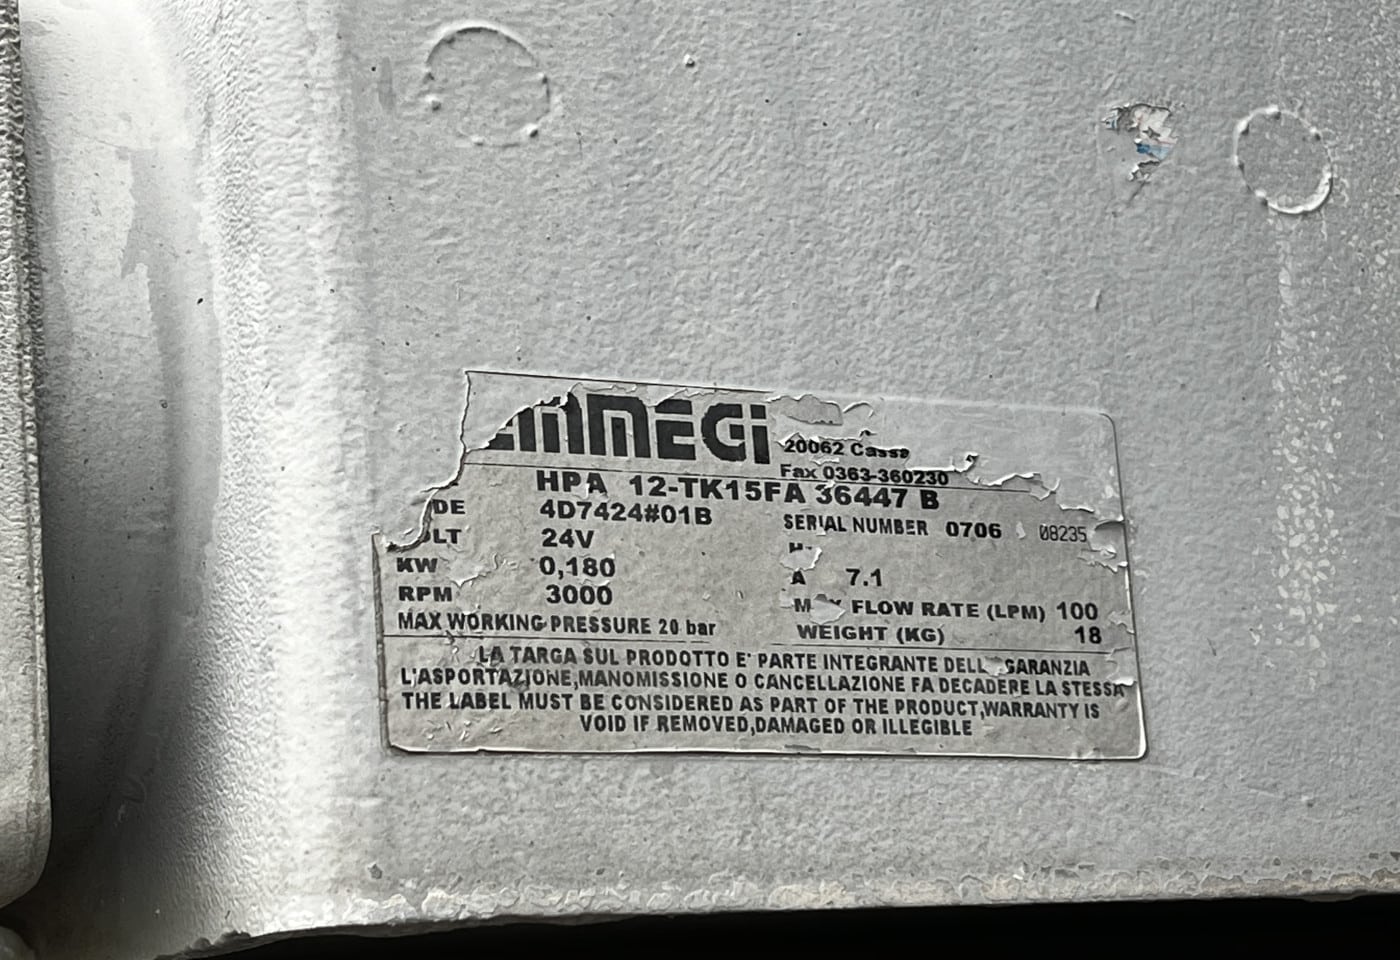 EMMEGi
20062 Cassa
Fax 0363-360230
HPA 12-TK15FA 36447 B
DE 4D7424#01B SERIAL NUMBER 0706 08235
LT 24V
KW 0,180 A 7.1
RPM 3000 FLOW RATE (LPM) 100
MAX WORKING PRESSURE 20 bar WEIGHT (KG) 18
LA TARGA SUL PRODOTTO E' PARTE INTEGRANTE DELL GARANZIA
L'ASPORTAZIONE,MANOMISSIONE O CANCELLAZIONE FA DECADERE LA STESSA
THE LABEL MUST BE CONSIDERED AS PART OF THE PRODUCT,WARRANTY IS
VOID IF REMOVED,DAMAGED OR ILLEGIBLE